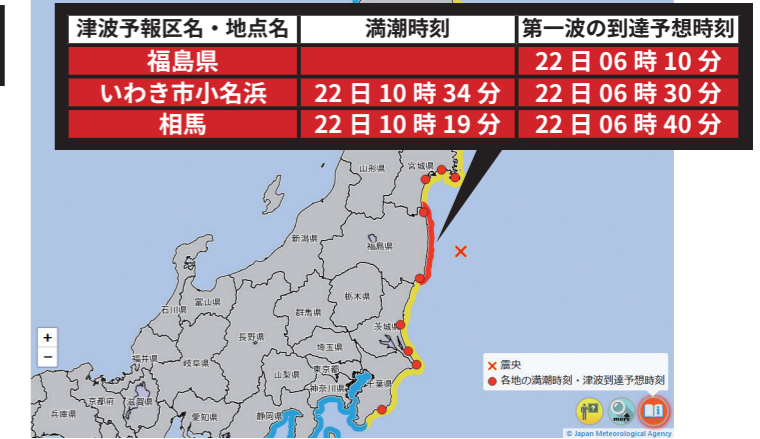 津波予報区名・地点名 満潮時刻 第一波の到達予想時刻
福島県 22日06時10分
いわき市小名浜 22日10時34分 22日06時30分
相馬 22日10時19分 22日06時40分
山形県 宮城県
新潟県 福島県
栃木県
石川県 富山県 群馬県
茨城県
長野県
埼玉県
福井県 岐阜県
山梨県 東京都
神奈川県 千葉県
兵庫県 京都府 滋賀県 愛知県 静岡県
+
−
震央
各地の満潮時刻・津波到達予想時刻
more
© Japan Meteorological Agency